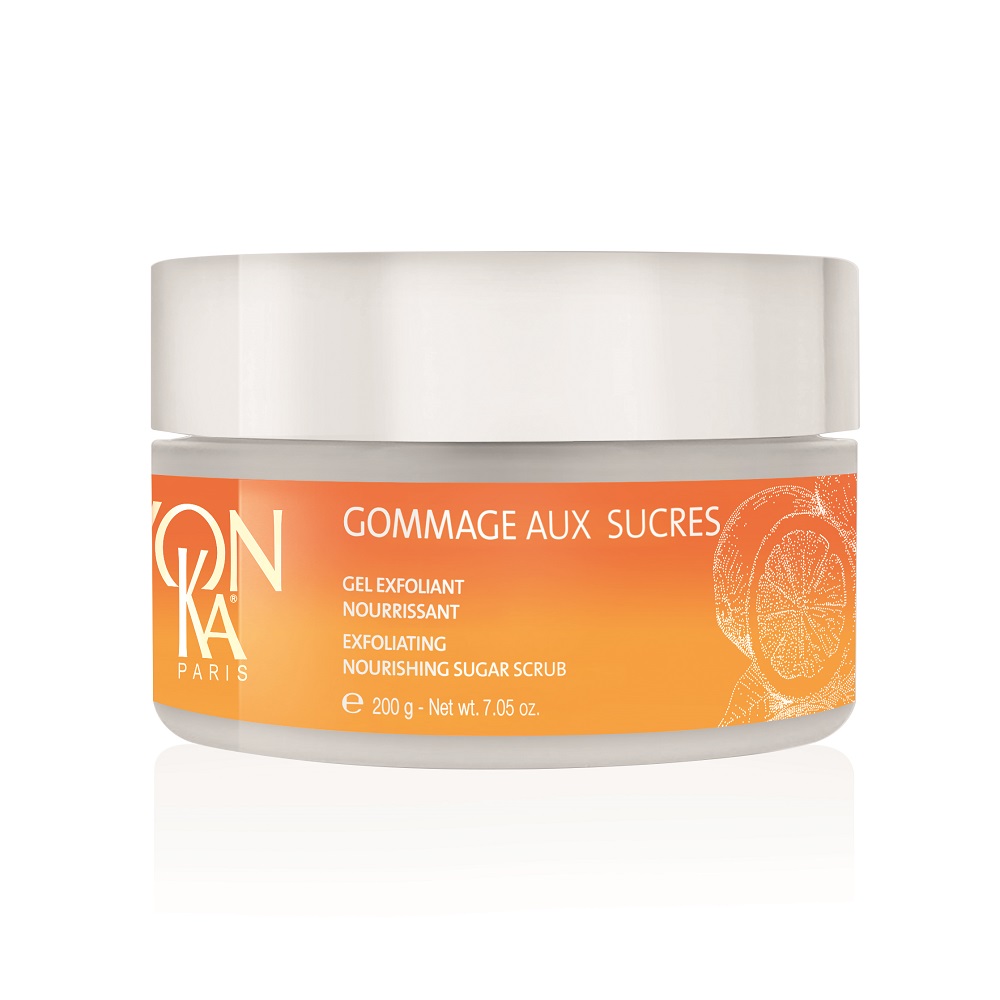 YON
KA®
PARIS
GOMMAGE AUX SUCRES
GEL EXFOLIANT
NOURRISSANT
EXFOLIATING
NOURISHING SUGAR SCRUB
℮ 200 g - Net wt. 7.05 oz.